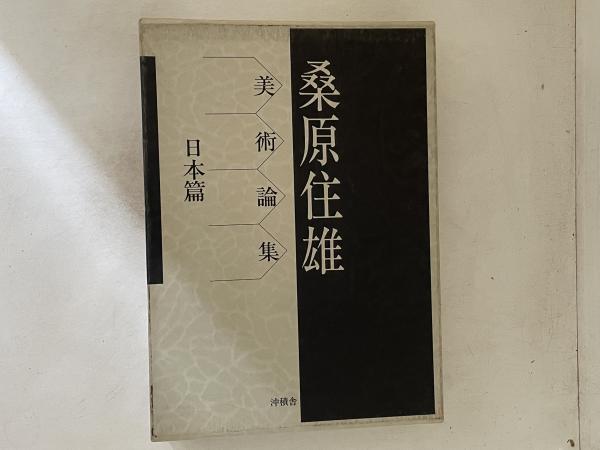 桑原住雄
美術論集
日本篇
沖積舎